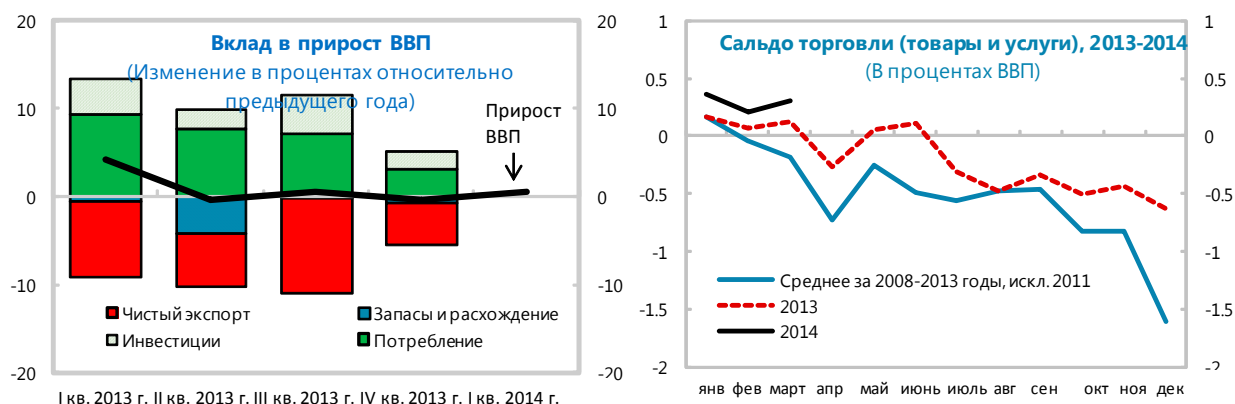 Вклад в прирост ВВП
(Изменение в процентах относительно
предыдущего года)
20
10
0
-10
-20
20
10
0
-10
-20
Прирост
ВВП
Чистый экспорт
Запасы и расхождение
Инвестиции
Потребление
I кв. 2013 г. II кв. 2013 г. III кв. 2013 г. IV кв. 2013 г. I кв. 2014 г.
Сальдо торговли (товары и услуги), 2013-2014
(В процентах ВВП)
1
0.5
0
-0.5
-1
-1.5
-2
1
0.5
0
-0.5
-1
-1.5
-2
Среднее за 2008-2013 годы, искл. 2011
2013
2014
янв фев март апр май июнь июль авг сен окт ноя дек